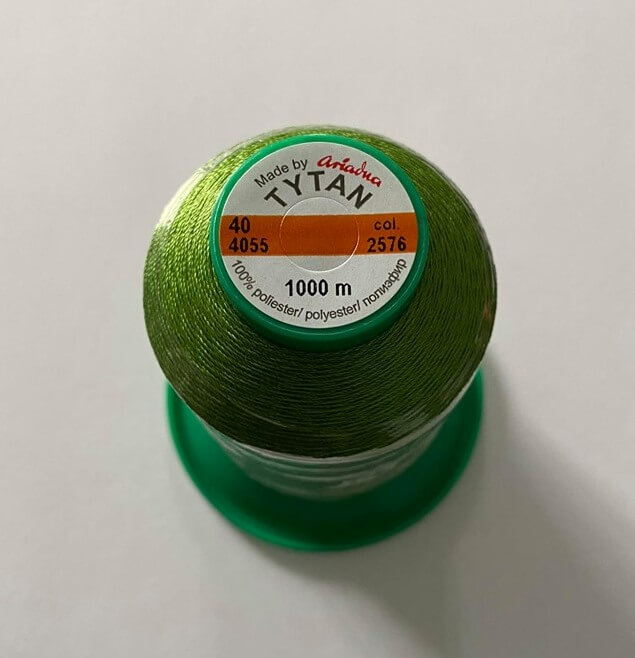 Made by Ariadna
TYTAN
40 col.
4055 2576
1000 m
100% poliester/ polyester/ полиэфир